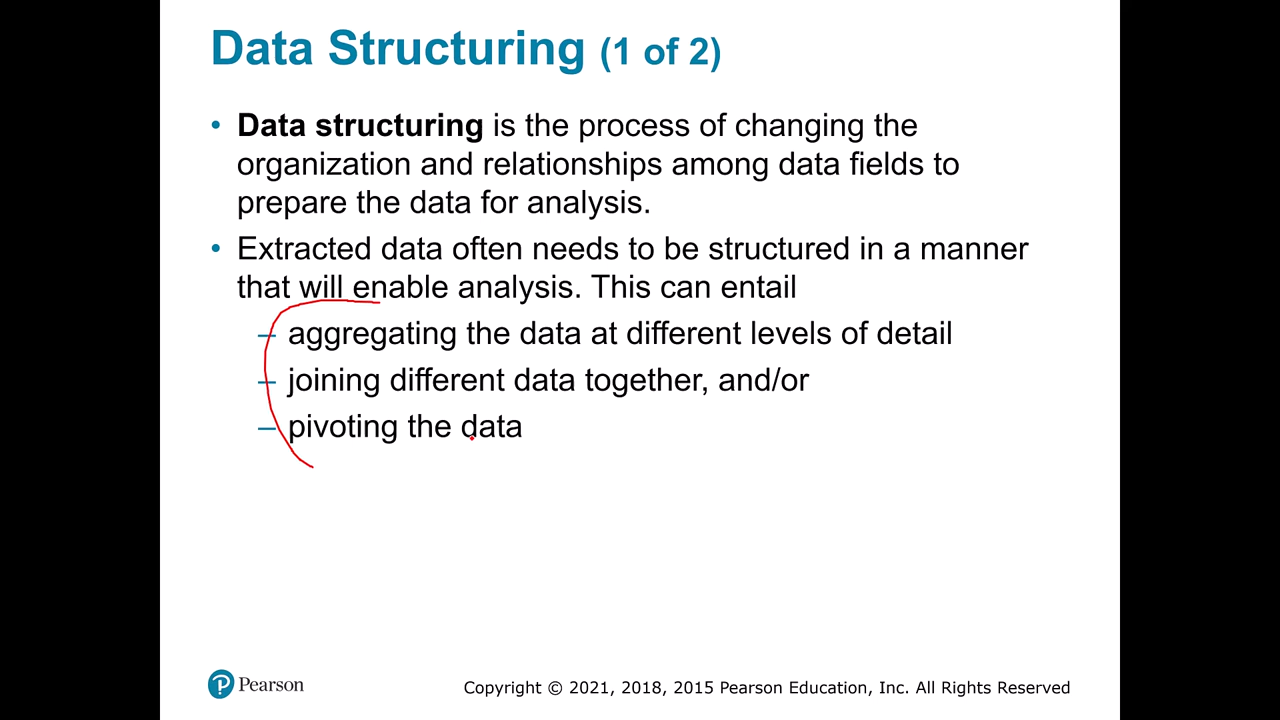 Data Structuring (1 of 2)
• Data structuring is the process of changing the
organization and relationships among data fields to
prepare the data for analysis.
• Extracted data often needs to be structured in a manner
that will enable analysis. This can entail
– aggregating the data at different levels of detail
– joining different data together, and/or
– pivoting the data
P Pearson
Copyright © 2021, 2018, 2015 Pearson Education, Inc. All Rights Reserved